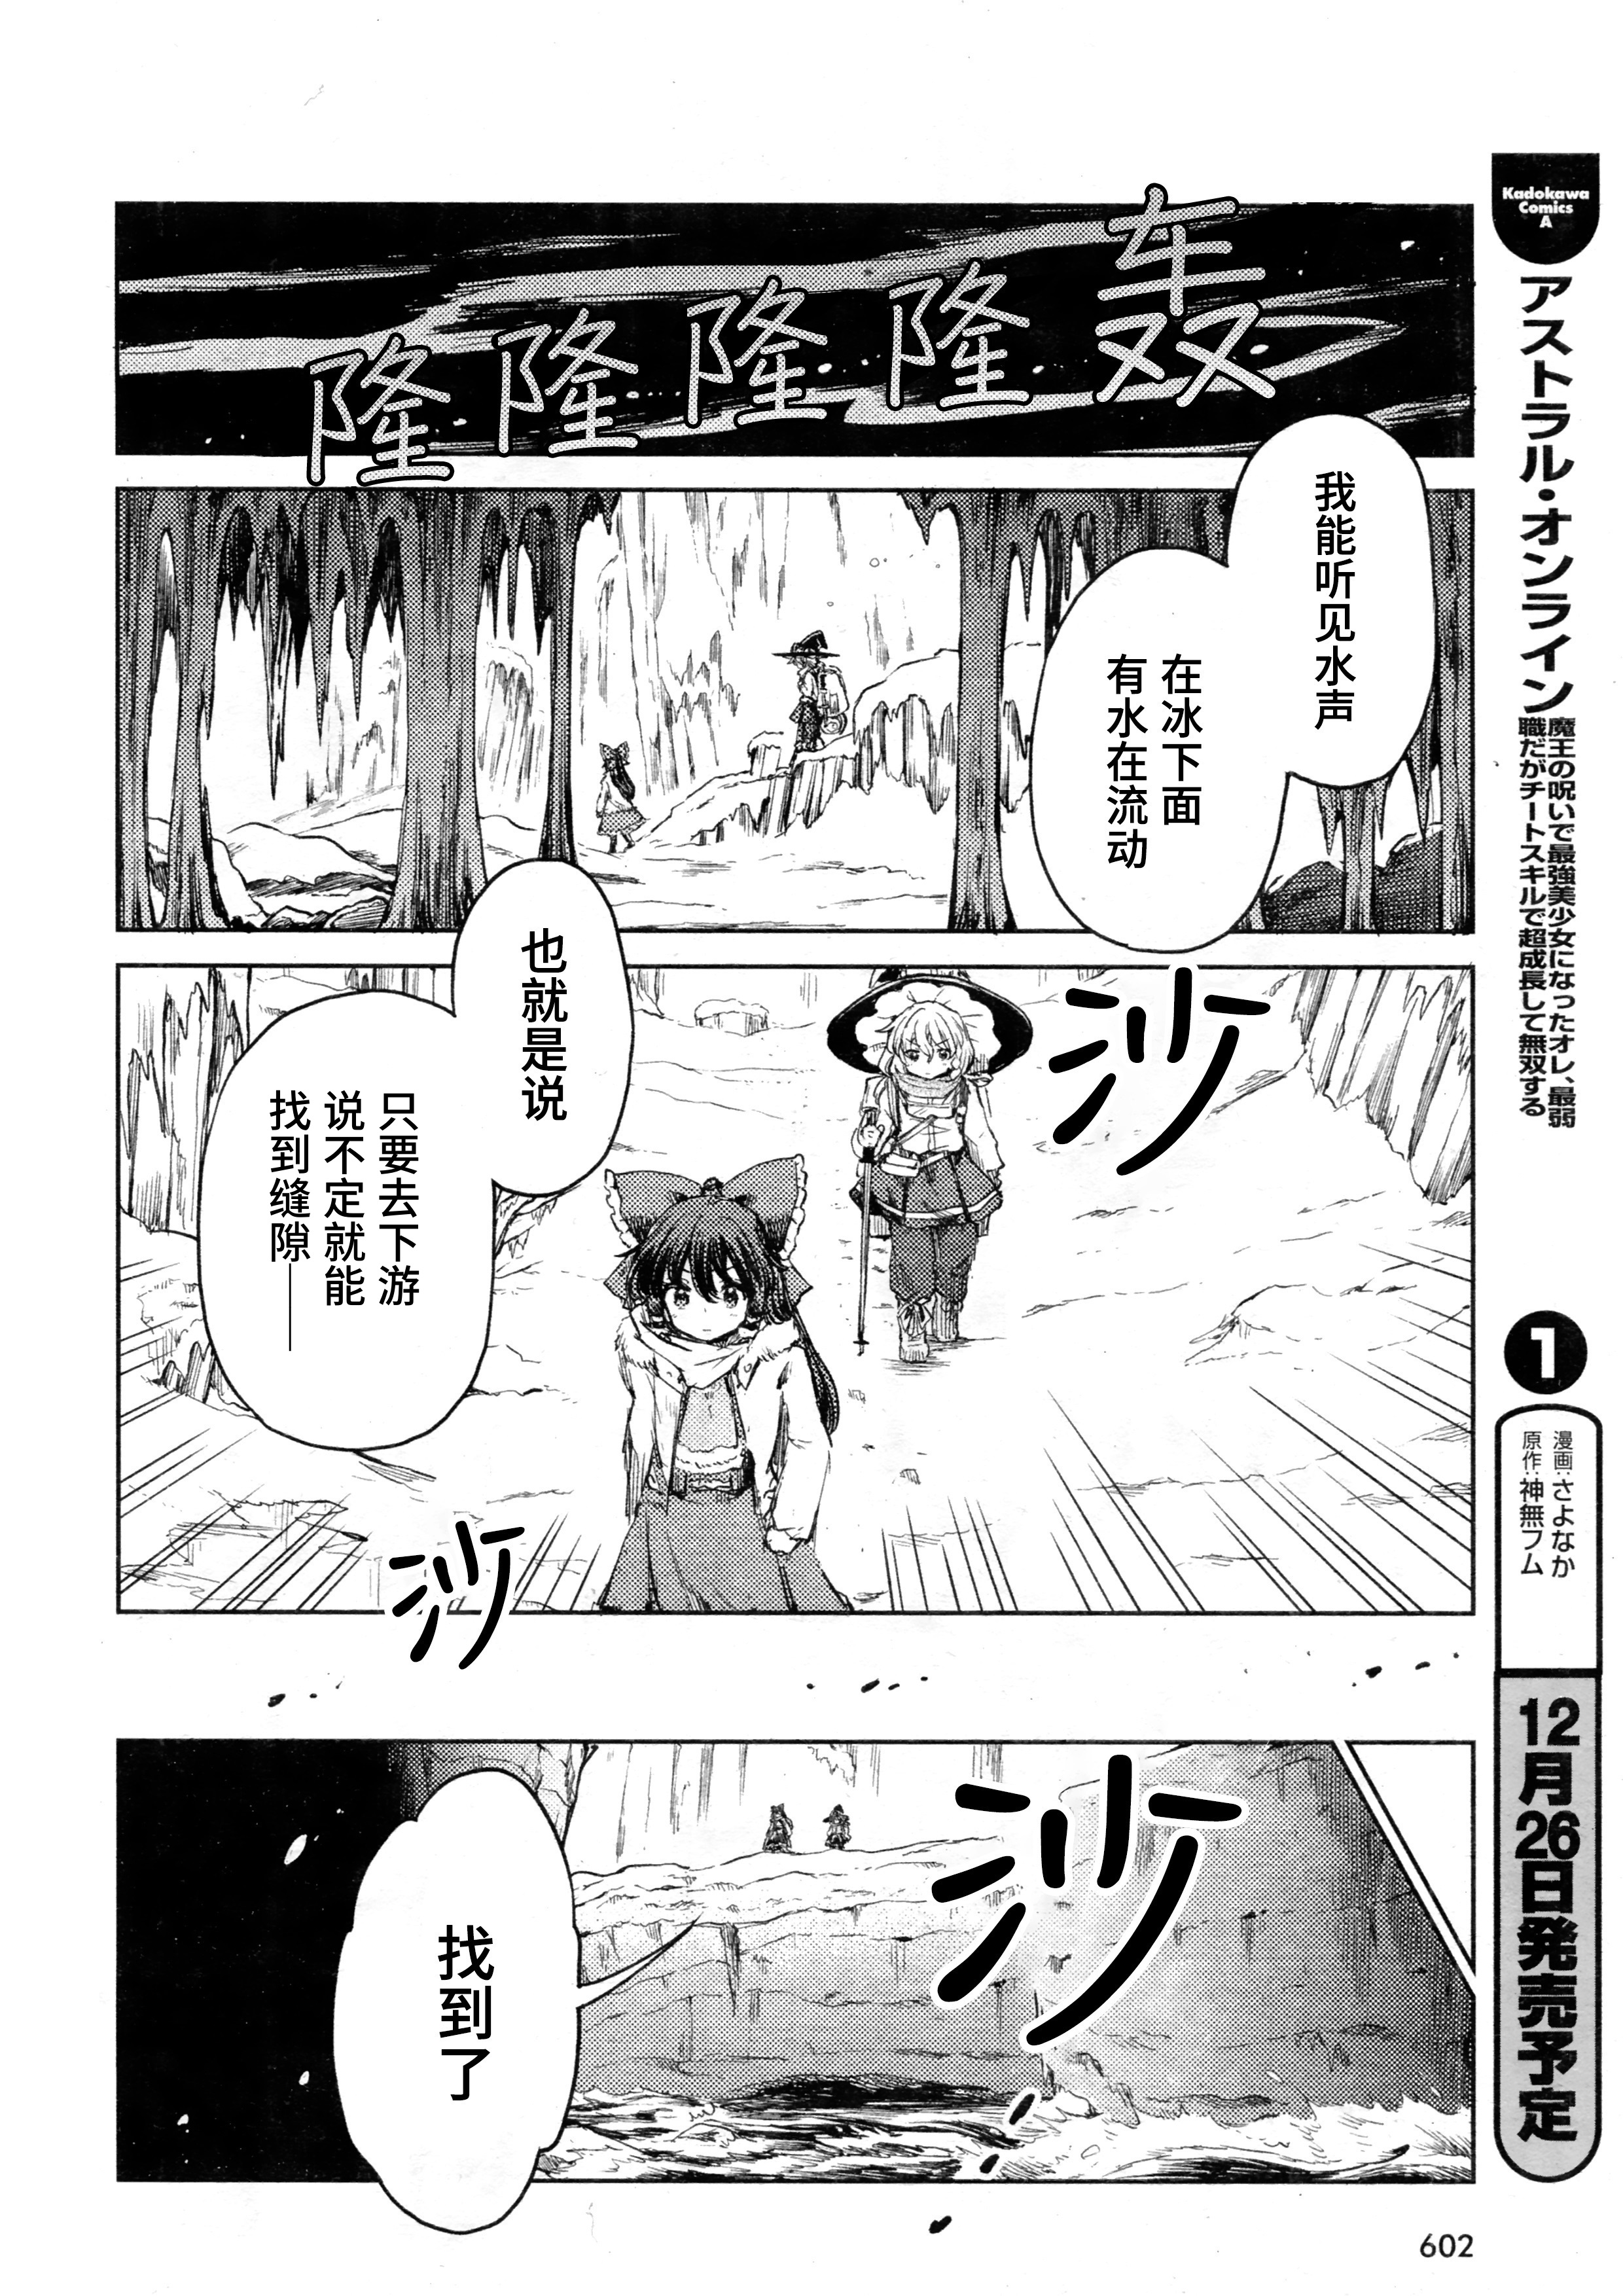 轰隆隆隆隆
我能听见水声
在冰下面
有水在流动
沙
也就是说
只要去下游
说不定就能
找到缝隙——
沙
沙
找到了
Kadokawa
Comics
A
アストラル・オンライン
魔王の呪いで最強美少女になったオレ、最弱
職だがチートスキルで超成長して無双する
1
漫画:さよなか
原作:神無フム
12月26日発売予定
602